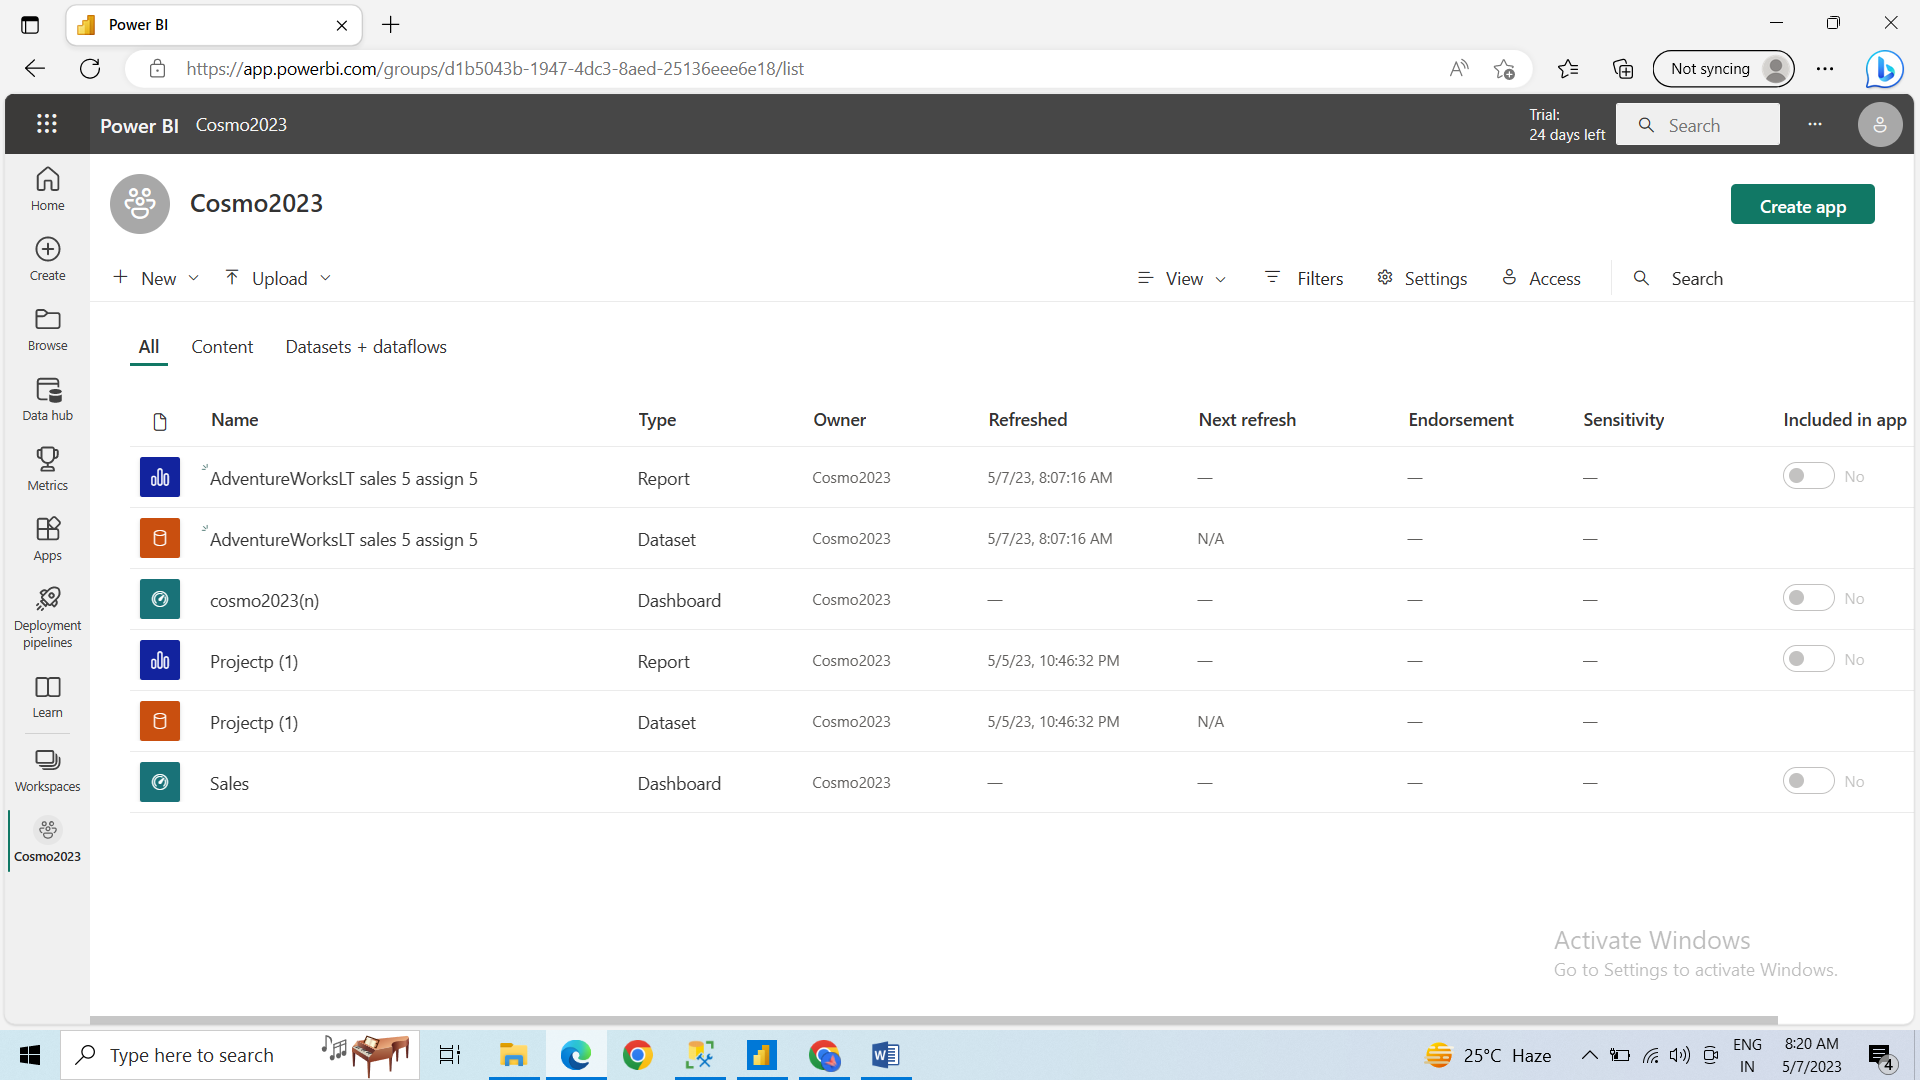 Power BI
https://app.powerbi.com/groups/d1b5043b-1947-4dc3-8aed-25136eee6e18/list
Not syncing
Power BI Cosmo2023
Trial:
24 days left
Search
Home
Create
Browse
Data hub
Metrics
Apps
Deployment
pipelines
Learn
Workspaces
Cosmo2023
Cosmo2023
Create app
New Upload View Filters Settings Access Search
All Content Datasets + dataflows
Name Type Owner Refreshed Next refresh Endorsement Sensitivity Included in app
AdventureWorksLT sales 5 assign 5 Report Cosmo2023 5/7/23, 8:07:16 AM — — — No
AdventureWorksLT sales 5 assign 5 Dataset Cosmo2023 5/7/23, 8:07:16 AM N/A — —
cosmo2023(n) Dashboard Cosmo2023 — — — — No
Projectp (1) Report Cosmo2023 5/5/23, 10:46:32 PM — — — No
Projectp (1) Dataset Cosmo2023 5/5/23, 10:46:32 PM N/A — —
Sales Dashboard Cosmo2023 — — — — No
Activate Windows
Go to Settings to activate Windows.
Type here to search
25°C Haze
ENG
IN
8:20 AM
5/7/2023
4